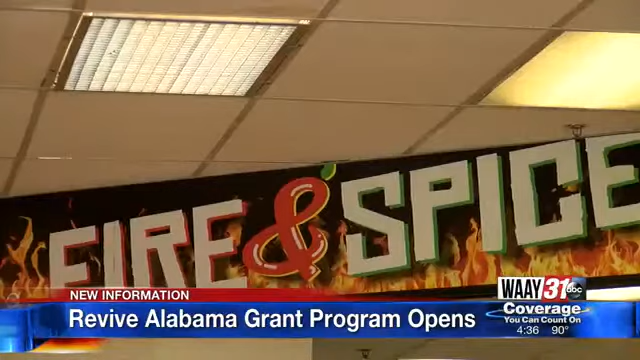 FIRE & SPICE
NEW INFORMATION
Revive Alabama Grant Program Opens
WAAY 31 abc
Coverage
You Can Count On
4:36 90°